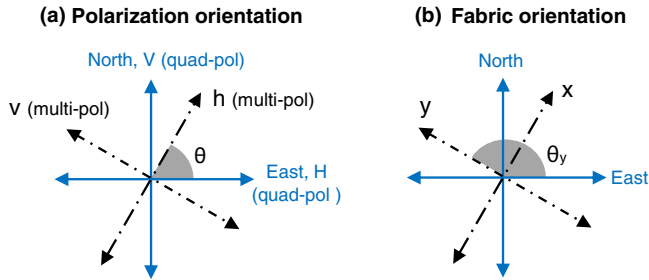 (a) Polarization orientation
North, V (quad-pol)
v (multi-pol)
h (multi-pol)
θ
East, H
(quad-pol )
(b) Fabric orientation
North
y
x
θy
East